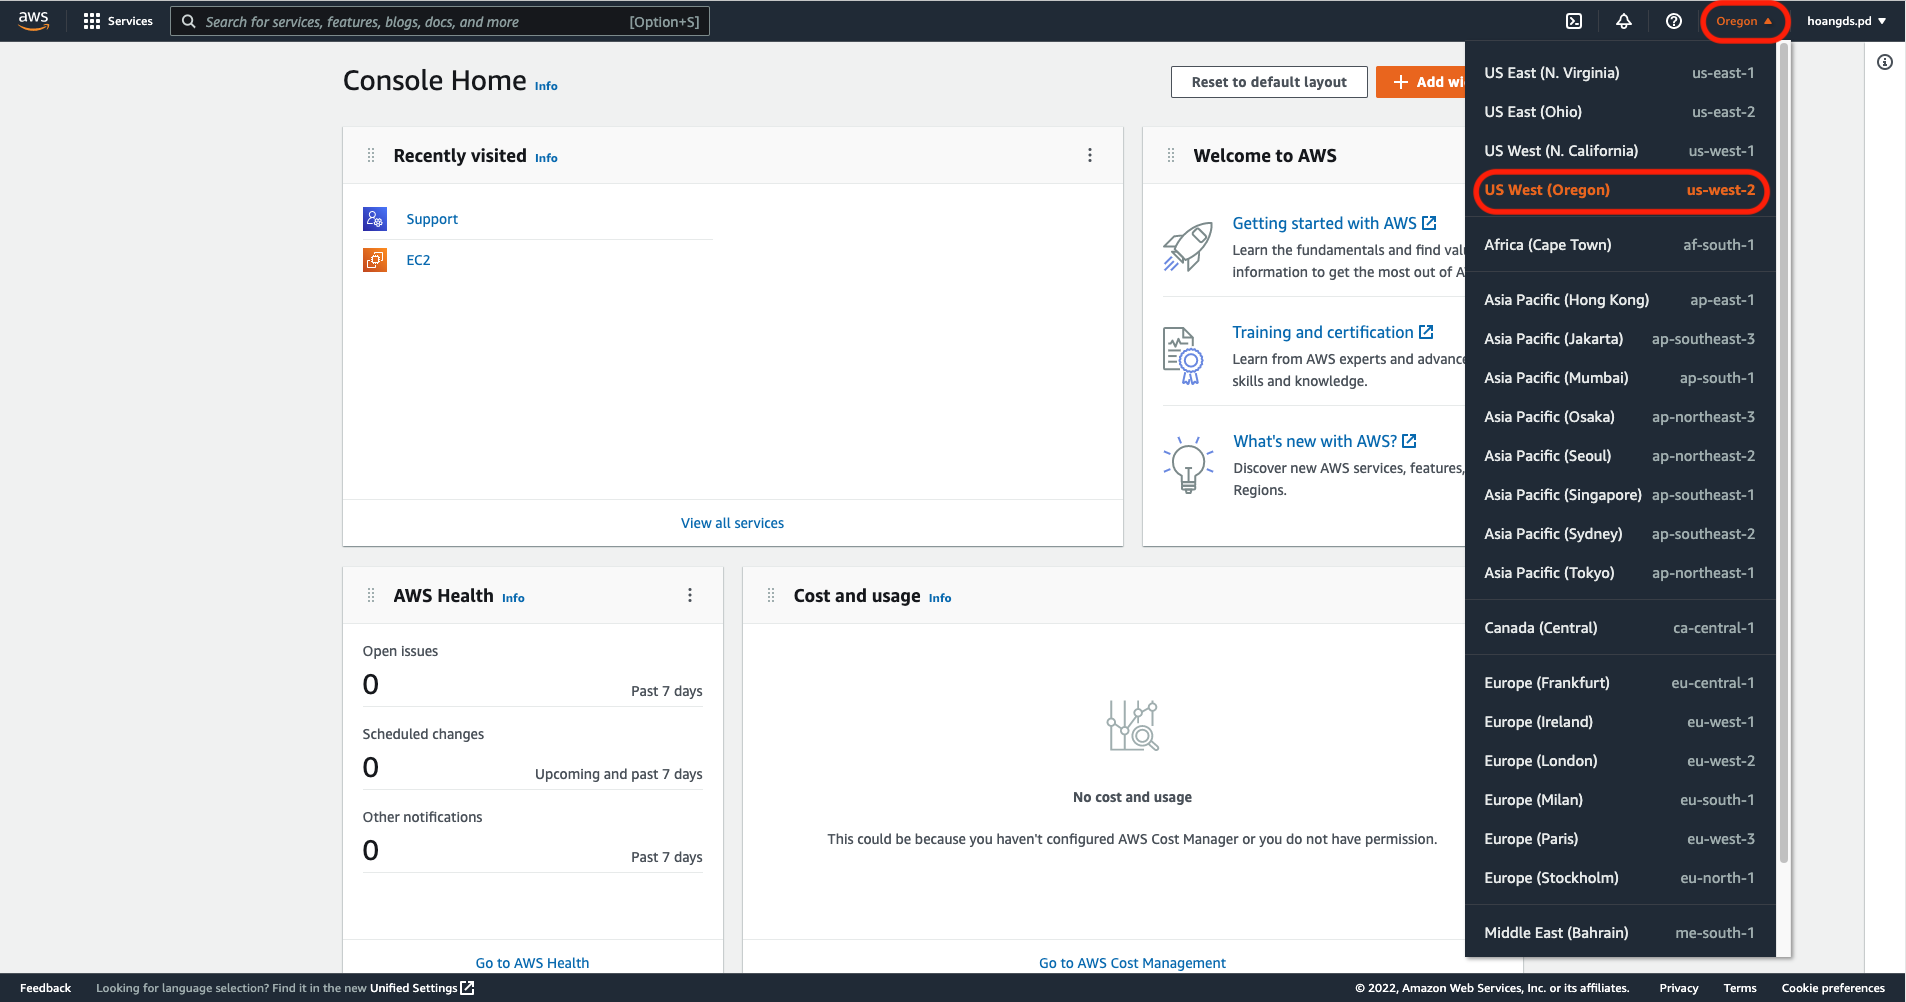 aws
Services
Search for services, features, blogs, docs, and more [Option+S]
Oregon ▲
hoangds.pd ▼
Console Home Info
Reset to default layout
+ Add wi
Recently visited Info
Support
EC2
View all services
Welcome to AWS
Getting started with AWS
Learn the fundamentals and find valu
information to get the most out of A
Training and certification
Learn from AWS experts and advance
skills and knowledge.
What's new with AWS?
Discover new AWS services, features,
Regions.
AWS Health Info
Open issues
0 Past 7 days
Scheduled changes
0 Upcoming and past 7 days
Other notifications
0 Past 7 days
Go to AWS Health
Cost and usage Info
No cost and usage
This could be because you haven't configured AWS Cost Manager or you do not have permission.
Go to AWS Cost Management
US East (N. Virginia) us-east-1
US East (Ohio) us-east-2
US West (N. California) us-west-1
US West (Oregon) us-west-2
Africa (Cape Town) af-south-1
Asia Pacific (Hong Kong) ap-east-1
Asia Pacific (Jakarta) ap-southeast-3
Asia Pacific (Mumbai) ap-south-1
Asia Pacific (Osaka) ap-northeast-3
Asia Pacific (Seoul) ap-northeast-2
Asia Pacific (Singapore) ap-southeast-1
Asia Pacific (Sydney) ap-southeast-2
Asia Pacific (Tokyo) ap-northeast-1
Canada (Central) ca-central-1
Europe (Frankfurt) eu-central-1
Europe (Ireland) eu-west-1
Europe (London) eu-west-2
Europe (Milan) eu-south-1
Europe (Paris) eu-west-3
Europe (Stockholm) eu-north-1
Middle East (Bahrain) me-south-1
Feedback
Looking for language selection? Find it in the new Unified Settings
© 2022, Amazon Web Services, Inc. or its affiliates.
Privacy
Terms
Cookie preferences